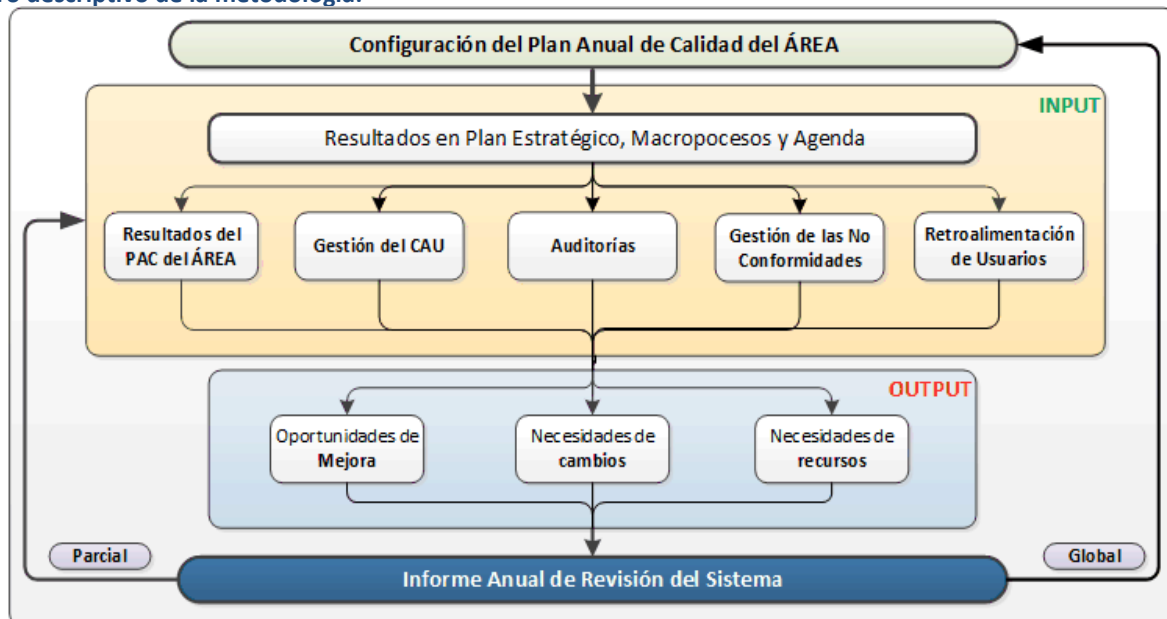 descriptivo de la metodología.
Configuración del Plan Anual de Calidad del ÁREA
INPUT
Resultados en Plan Estratégico, Macropocesos y Agenda
Resultados del
PAC del ÁREA
Gestión del CAU
Auditorías
Gestión de las No
Conformidades
Retroalimentación
de Usuarios
OUTPUT
Oportunidades de
Mejora
Necesidades de
cambios
Necesidades de
recursos
Parcial
Global
Informe Anual de Revisión del Sistema